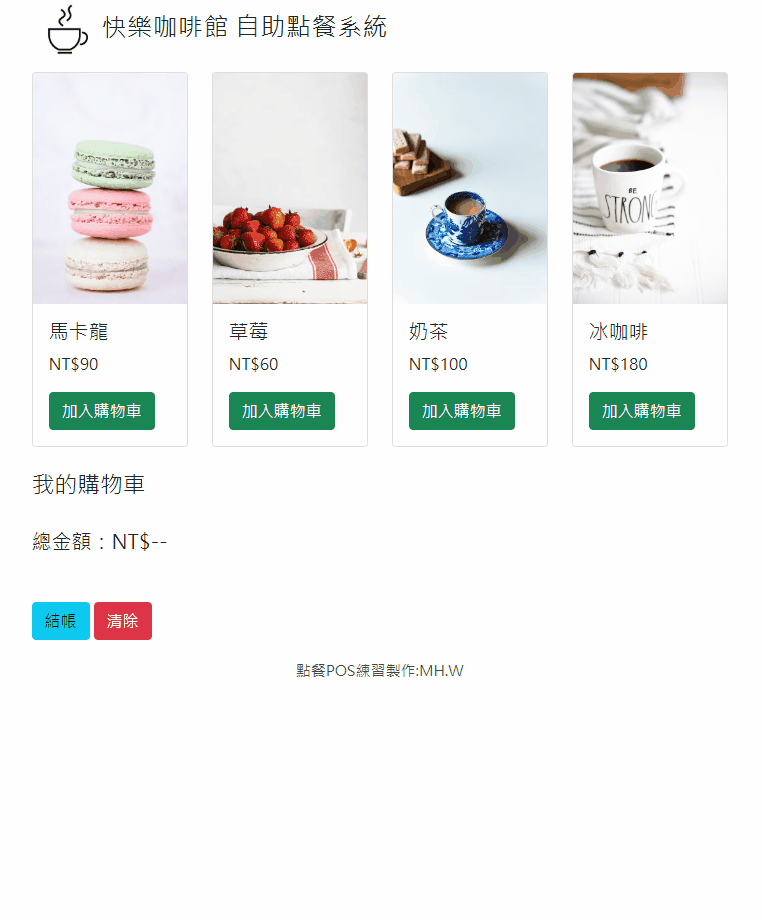 快樂咖啡館 自助點餐系統
BE
STRONG
馬卡龍
草莓
奶茶
冰咖啡
NT$90
NT$60
NT$100
NT$180
加入購物車
加入購物車
加入購物車
加入購物車
我的購物車
總金額：NT$--
結帳
清除
點餐POS練習製作:MH.W